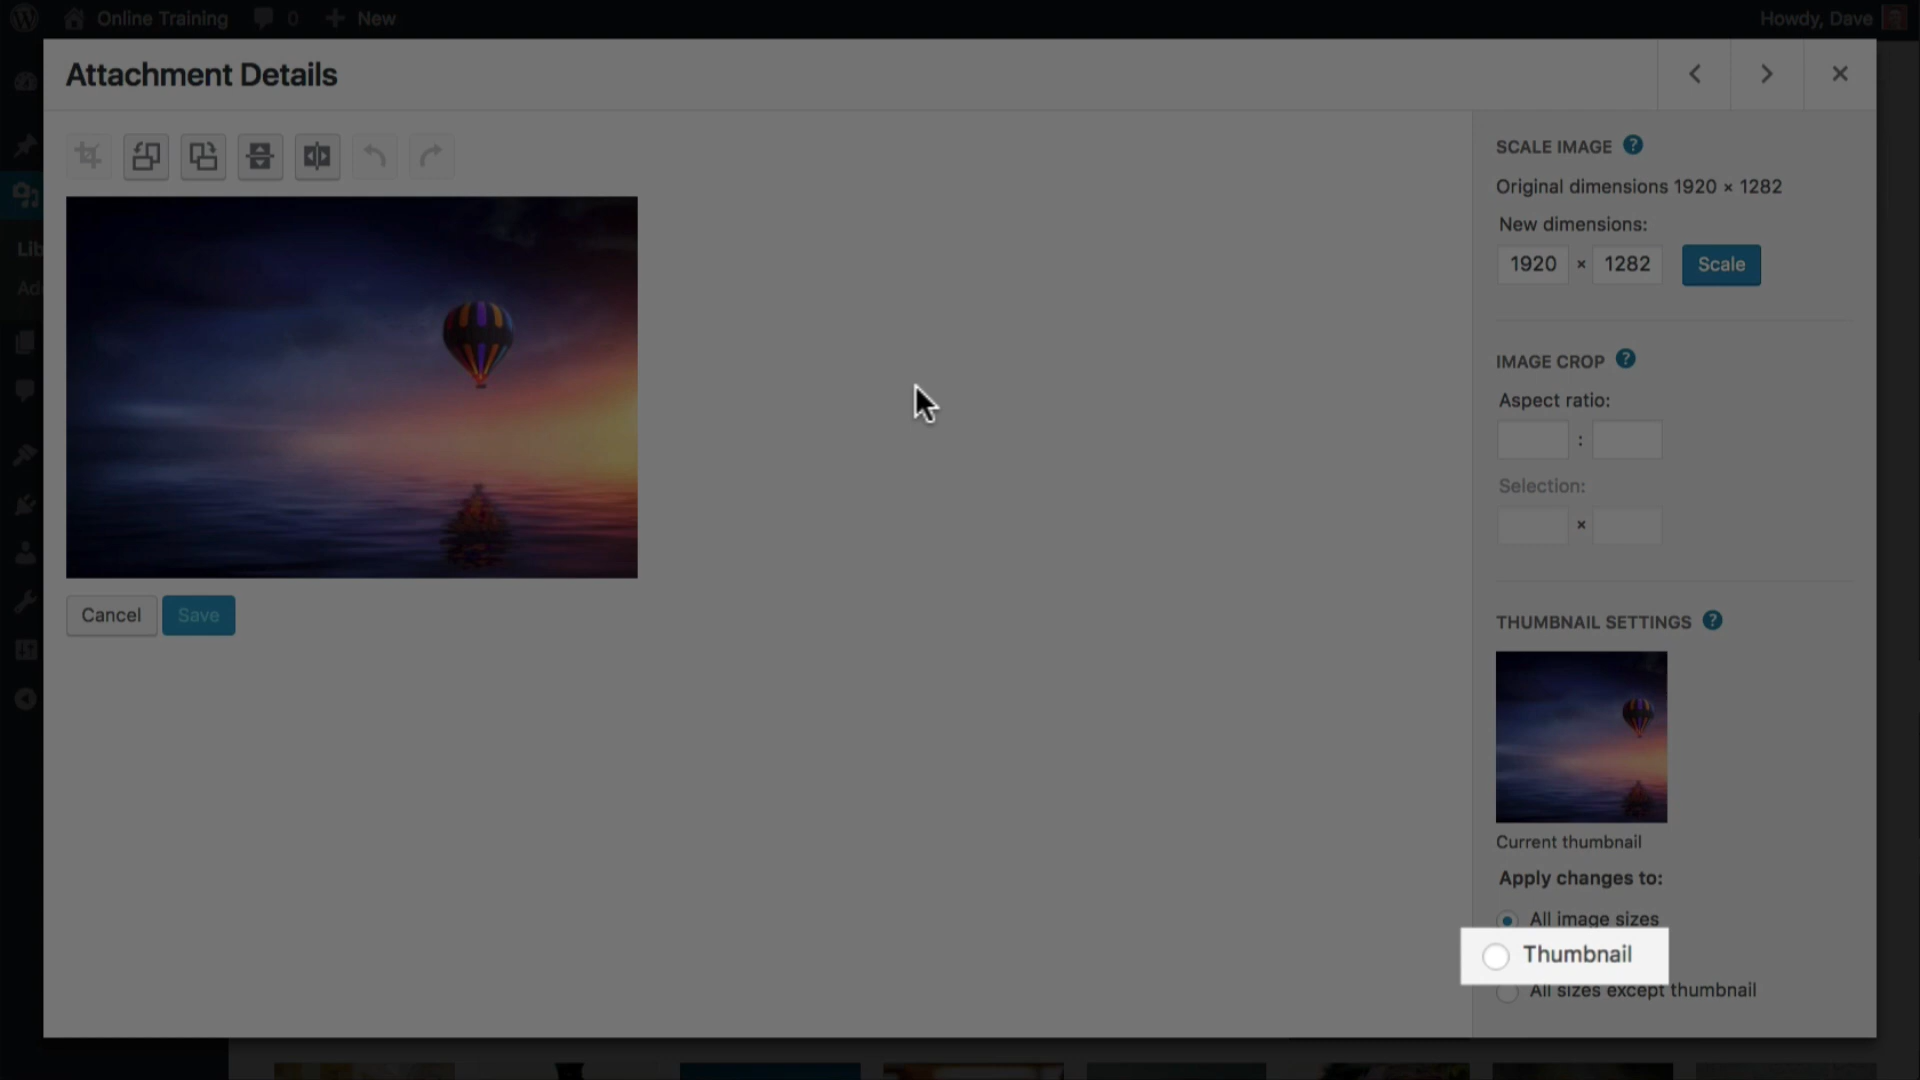 Online Training 0 New Howdy, Dave
Attachment Details
SCALE IMAGE ?
Original dimensions 1920 × 1282
New dimensions:
1920 × 1282 Scale
IMAGE CROP ?
Aspect ratio:
:
Selection:
×
Cancel Save
THUMBNAIL SETTINGS ?
Current thumbnail
Apply changes to:
All image sizes
Thumbnail
All sizes except thumbnail
Lib
Ad